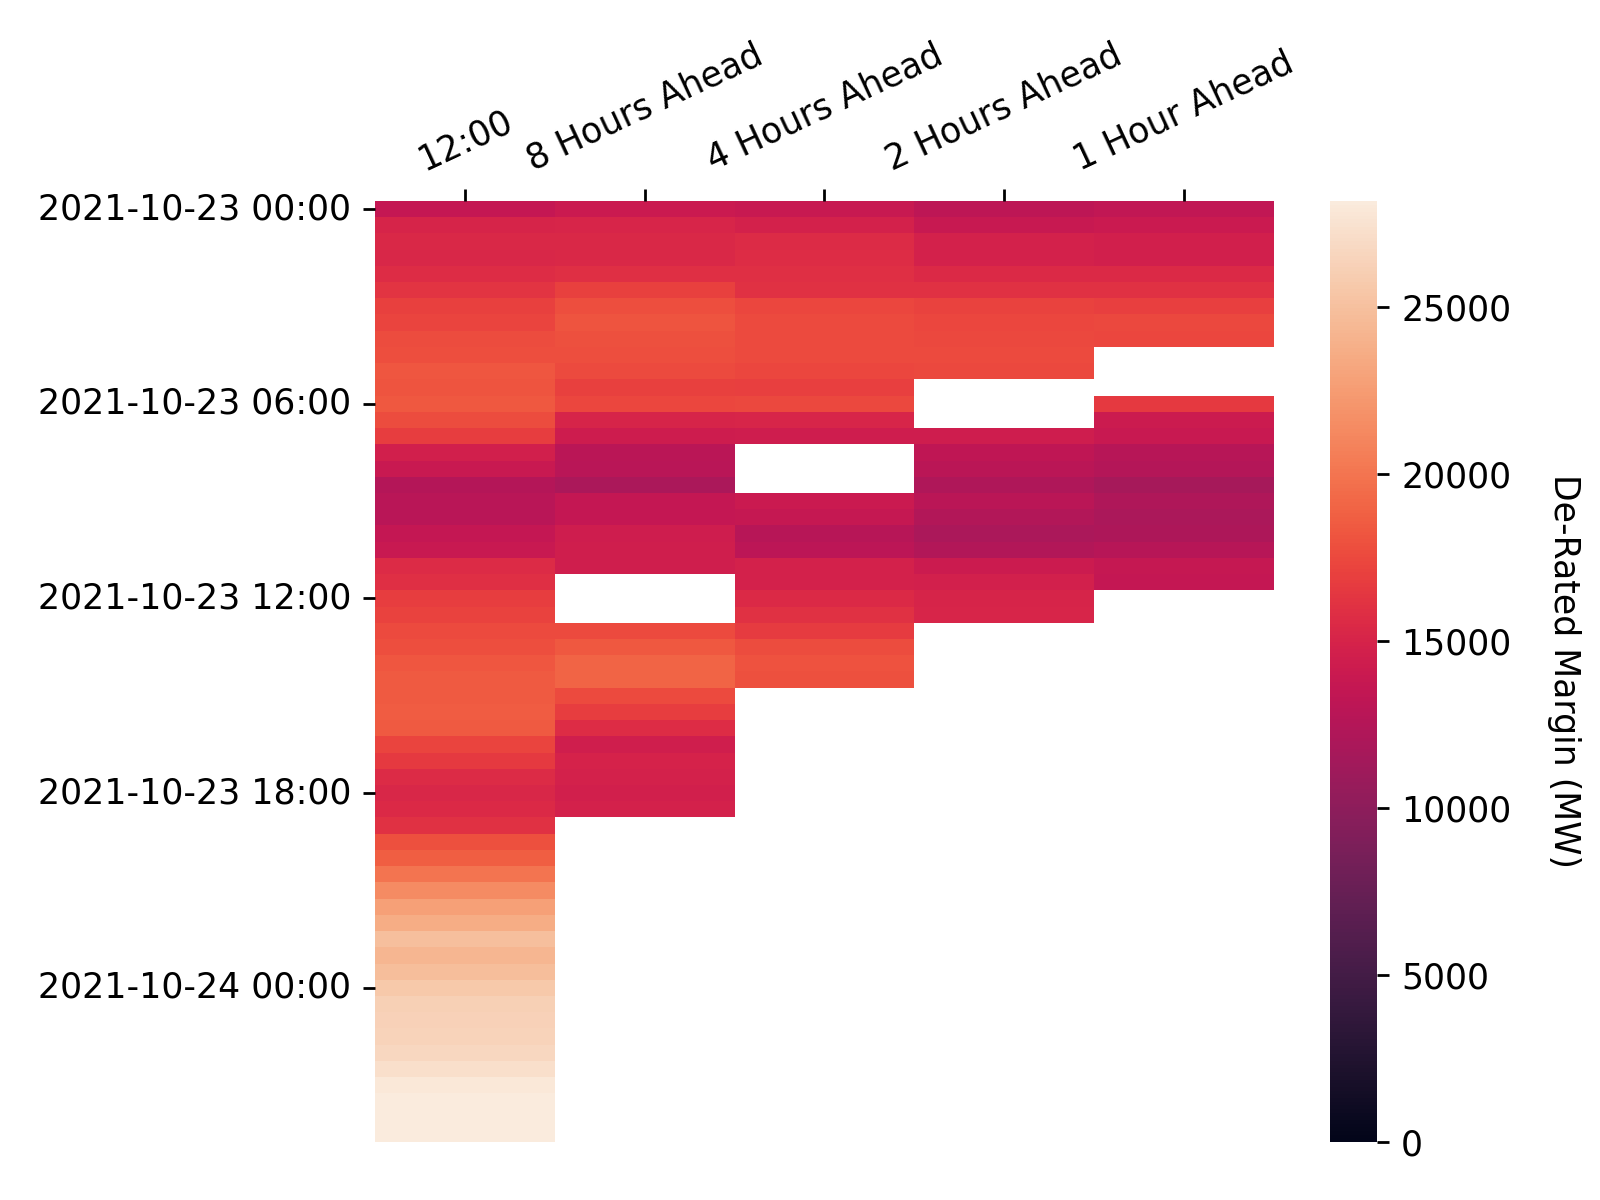 12:00
8 Hours Ahead
4 Hours Ahead
2 Hours Ahead
1 Hour Ahead
2021-10-23 00:00
2021-10-23 06:00
2021-10-23 12:00
2021-10-23 18:00
2021-10-24 00:00
25000
20000
15000
10000
5000
0
De-Rated Margin (MW)